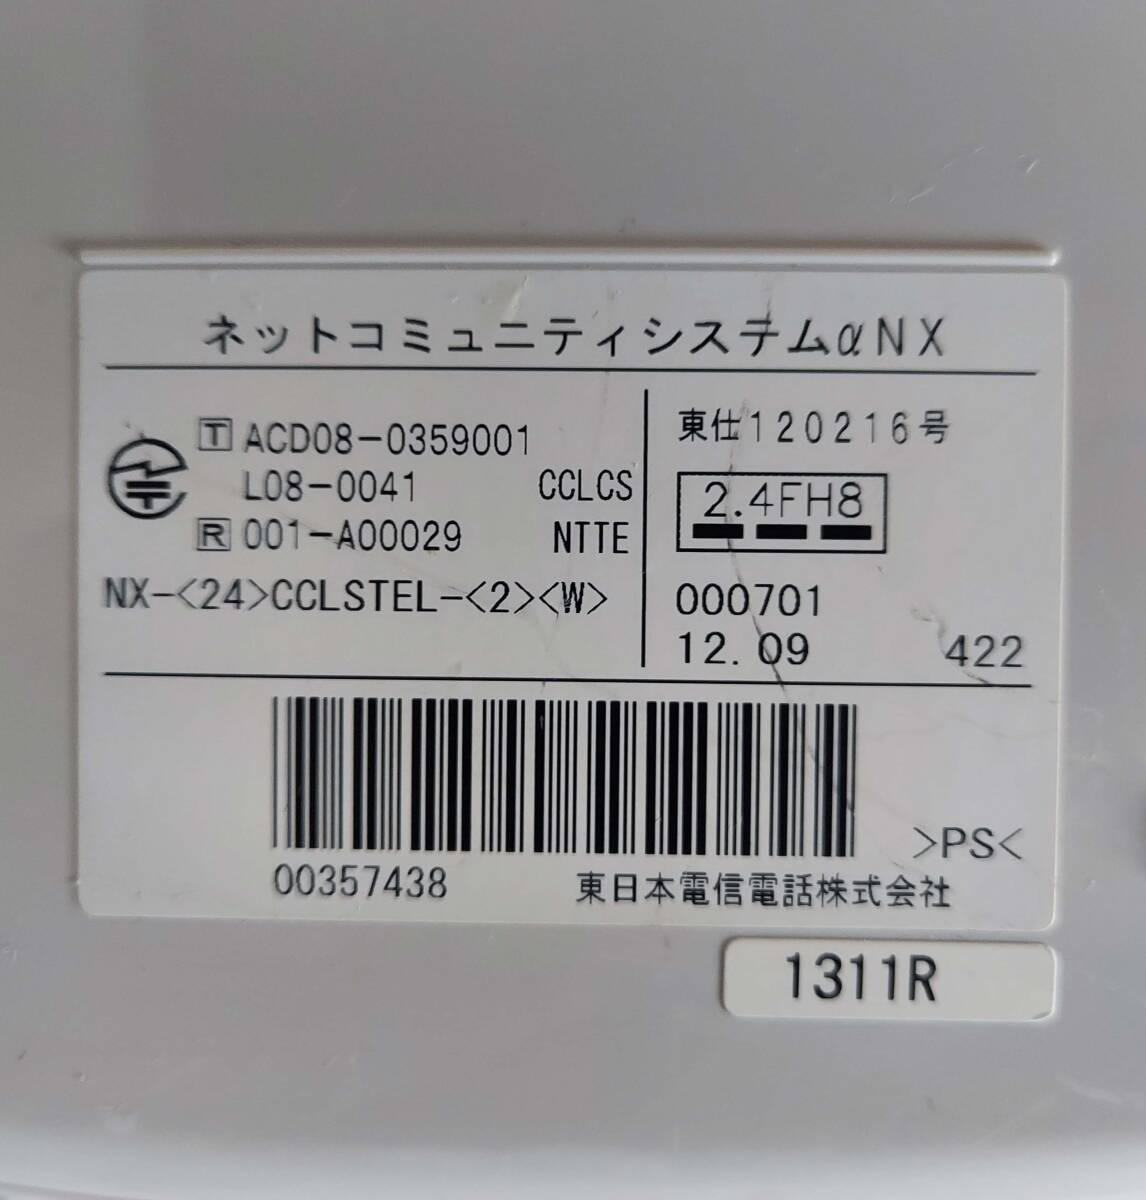 ネットコミュニティシステムαNX
T ACD08-0359001
L08-0041 CCLCS
R 001-A00029 NTTE
NX-<24>CCLSTEL-<2><W>
東仕120216号
2.4FH8
000701
12.09 422
>PS<
00357438 東日本電信電話株式会社
1311R